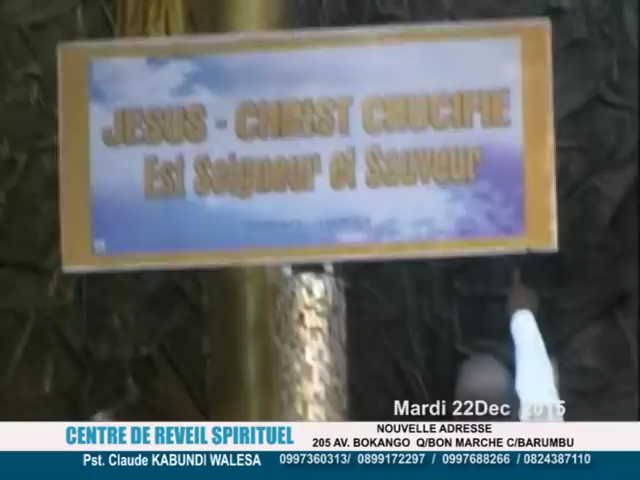 JESUS - CHRIST CRUCIFIE
Est Seigneur et Sauveur
Mardi 22Dec 2015
CENTRE DE REVEIL SPIRITUEL
NOUVELLE ADRESSE
205 AV. BOKANGO Q/BON MARCHE C/BARUMBU
Pst. Claude KABUNDI WALESA 0997360313/ 0899172297 / 0997688266 / 0824387110